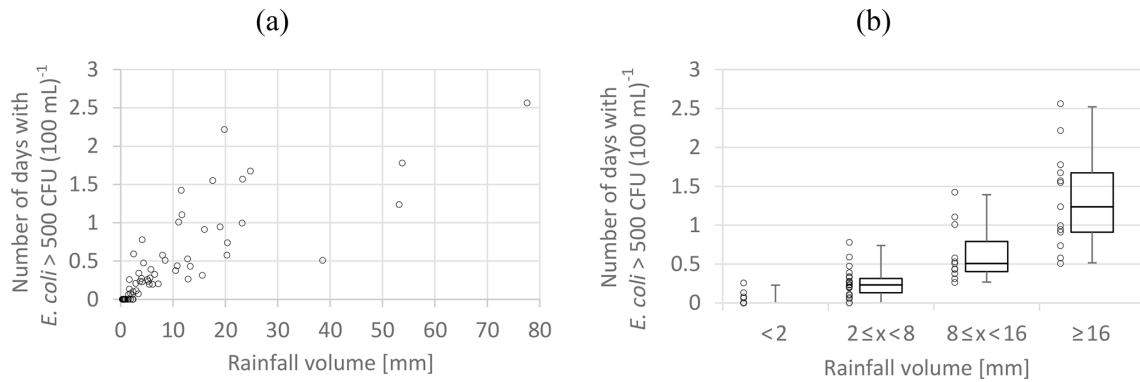 (a)
(b)
Number of days with
E. coli > 500 CFU (100 mL)⁻¹
3
2.5
2
1.5
1
0.5
0
0 10 20 30 40 50 60 70 80
Rainfall volume [mm]
Number of days with
E. coli > 500 CFU (100 mL)⁻¹
3
2.5
2
1.5
1
0.5
0
<2 2≤x<8 8≤x<16 ≥16
Rainfall volume [mm]